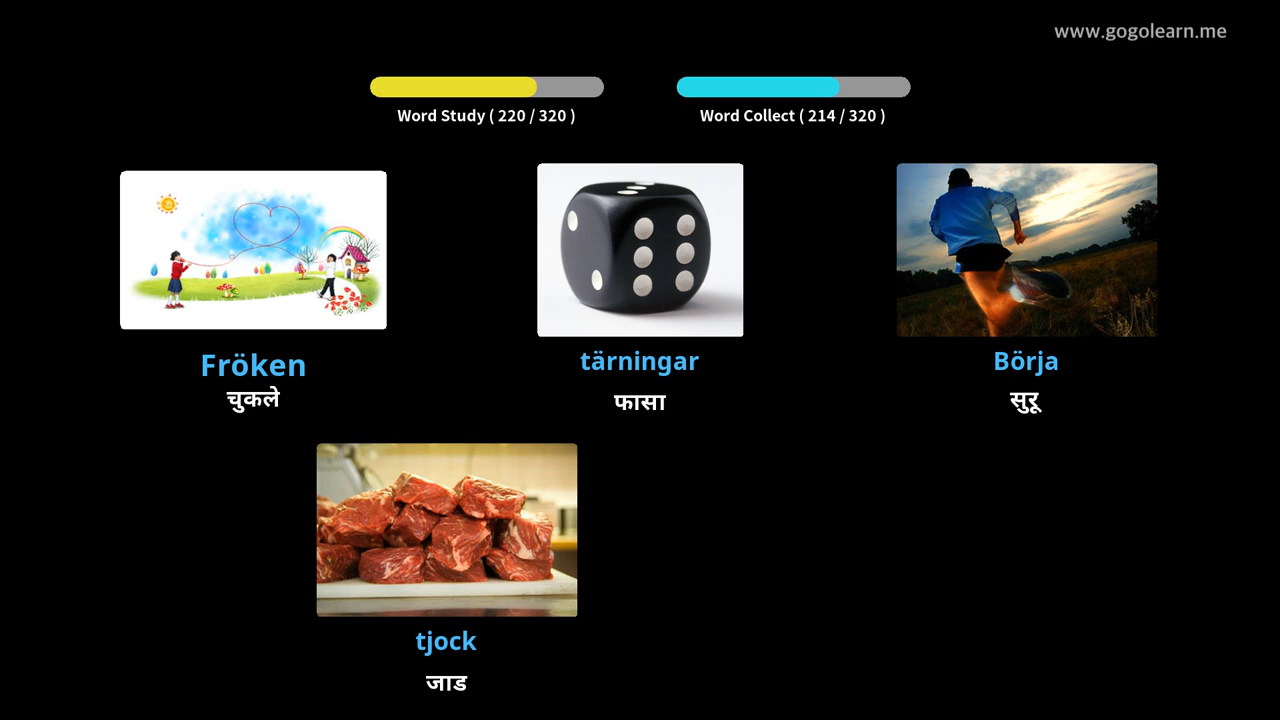 www.gogolearn.me
Word Study ( 220 / 320 )
Word Collect ( 214 / 320 )
Fröken
चुकले
tärningar
फासा
Börja
सुरू
tjock
जाड